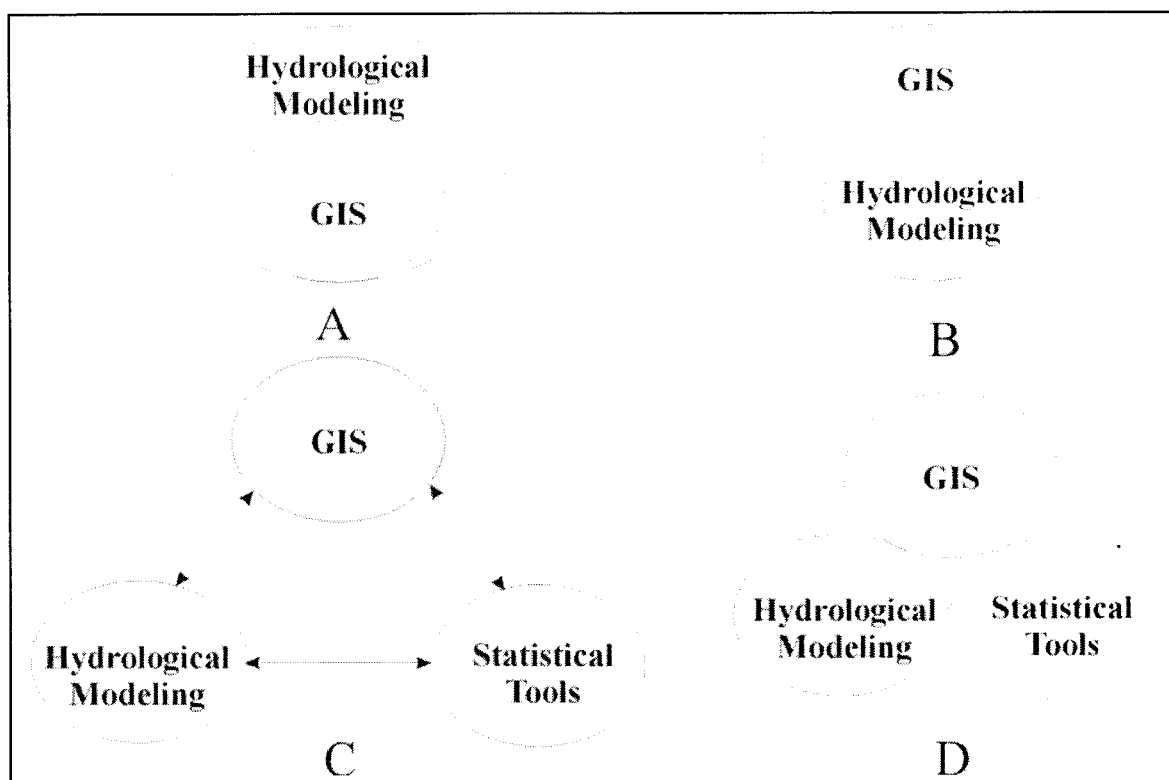 Hydrological
Modeling
GIS
A
GIS
Hydrological
Modeling
B
GIS
Hydrological
Modeling
Statistical
Tools
C
GIS
Hydrological
Modeling
Statistical
Tools
D